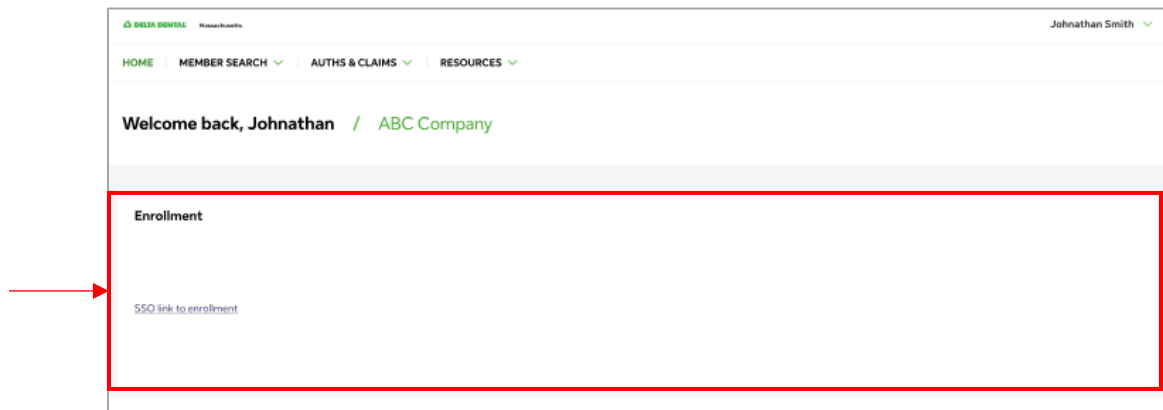 DELTA DENTAL Massachusetts
Johnathan Smith
HOME MEMBER SEARCH AUTHS & CLAIMS RESOURCES
Welcome back, Johnathan / ABC Company
Enrollment
SSO link to enrollment